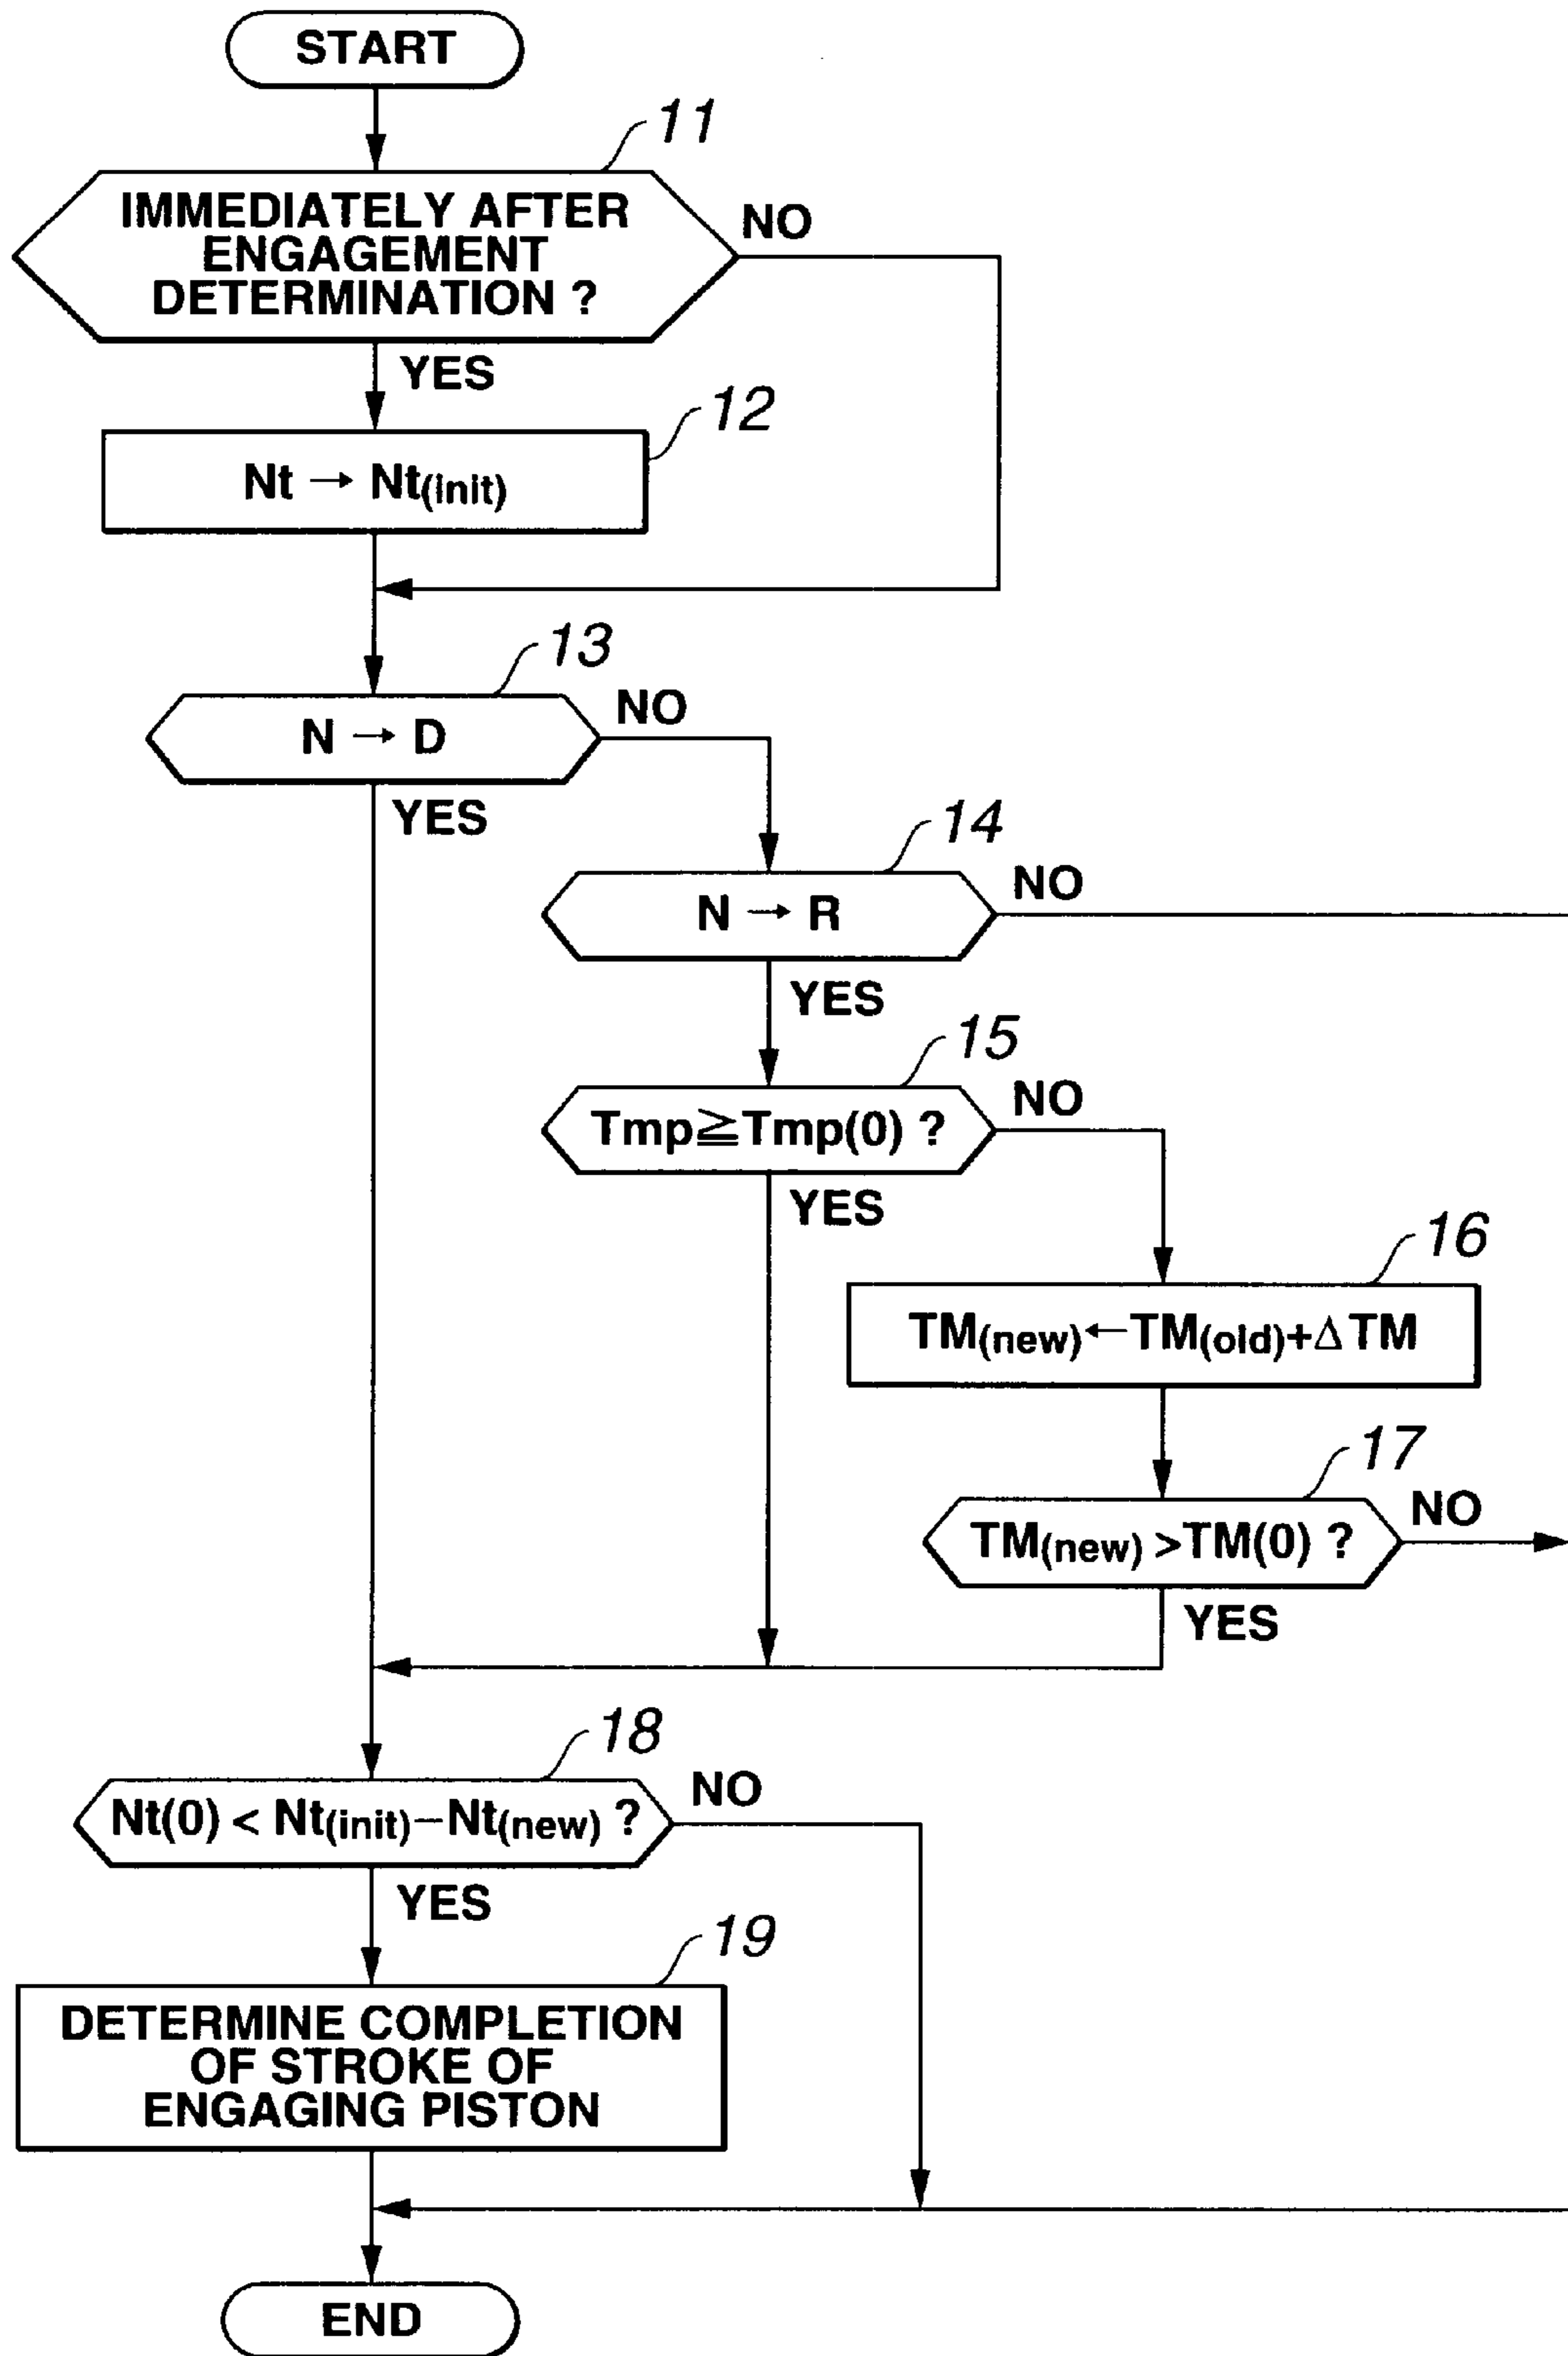 START
11
IMMEDIATELY AFTER
ENGAGEMENT
DETERMINATION ?
NO
YES
12
Nt → Nt(init)
13
N → D
NO
YES
14
N → R
NO
YES
15
Tmp≧Tmp(0) ?
NO
YES
16
TM(new)←TM(old)+Δ TM
17
TM(new) >TM(0) ?
NO
YES
18
Nt(0) < Nt(init)−Nt(new) ?
NO
YES
19
DETERMINE COMPLETION
OF STROKE OF
ENGAGING PISTON
END